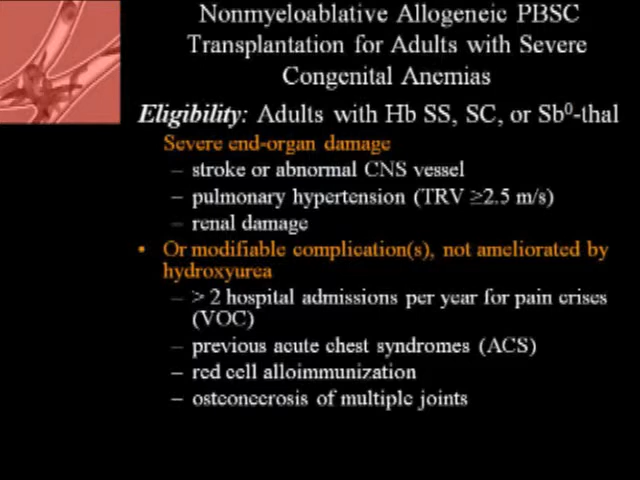 Nonmyeloablative Allogeneic PBSC
Transplantation for Adults with Severe
Congenital Anemias
Eligibility: Adults with Hb SS, SC, or Sb⁰-thal
Severe end-organ damage
– stroke or abnormal CNS vessel
– pulmonary hypertension (TRV ≥2.5 m/s)
– renal damage
• Or modifiable complication(s), not ameliorated by
hydroxyurea
– > 2 hospital admissions per year for pain crises
(VOC)
– previous acute chest syndromes (ACS)
– red cell alloimmunization
– osteonecrosis of multiple joints